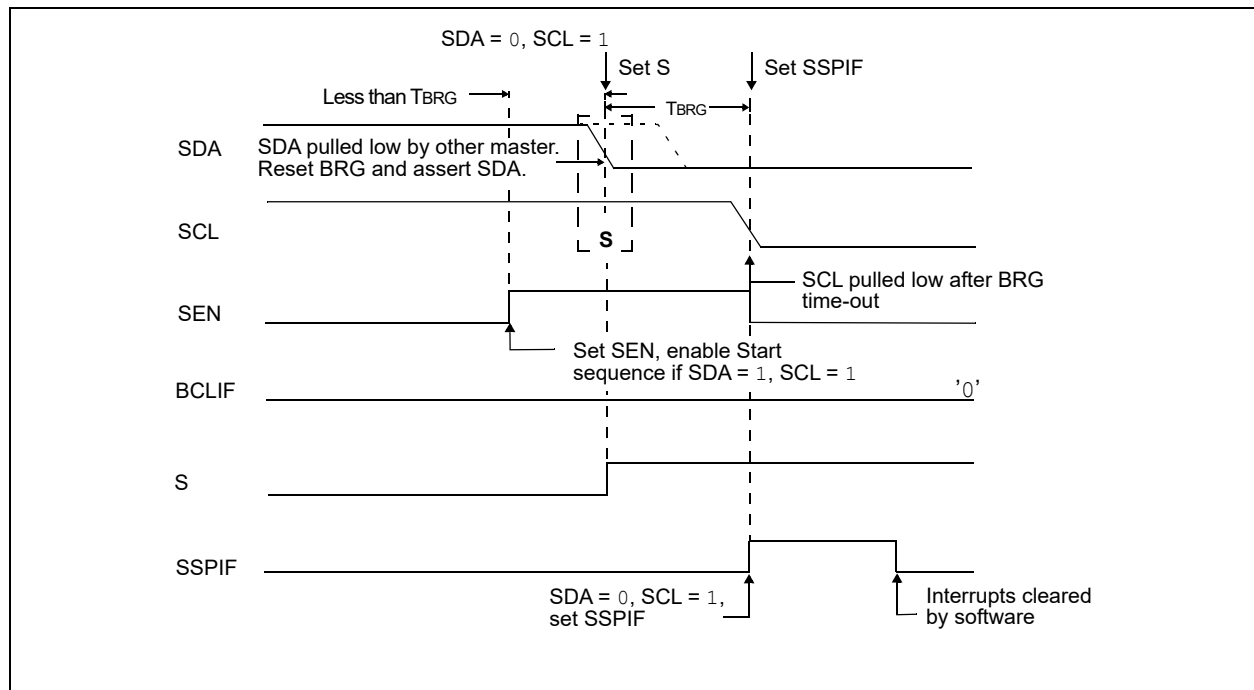 SDA = 0, SCL = 1
Set S
Set SSPIF
Less than TBRG
TBRG
SDA
SDA pulled low by other master.
Reset BRG and assert SDA.
SCL
S
SCL pulled low after BRG
time-out
SEN
Set SEN, enable Start
sequence if SDA = 1, SCL = 1
BCLIF
'0'
S
SSPIF
SDA = 0, SCL = 1,
set SSPIF
Interrupts cleared
by software